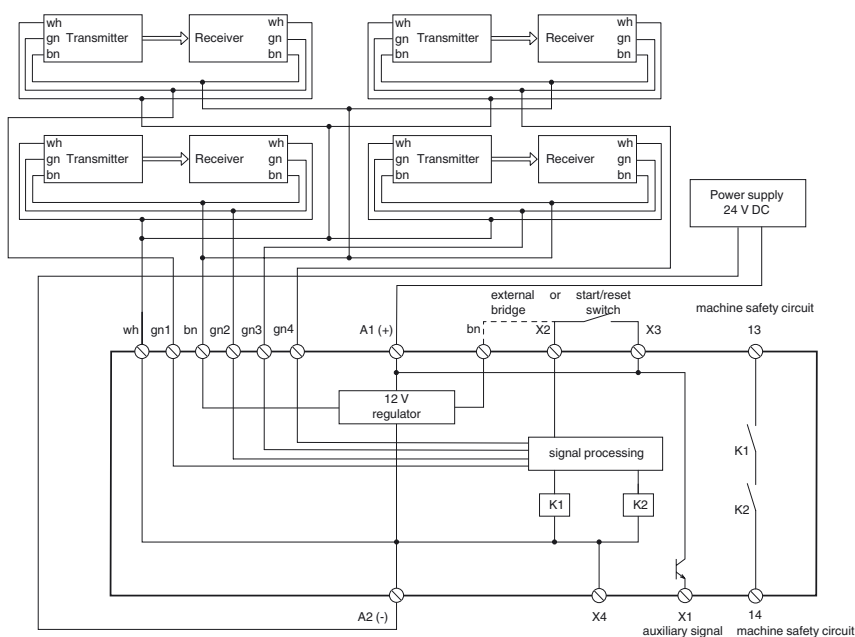 wh
gn
bn
Transmitter
Receiver
wh
gn
bn
wh
gn
bn
Transmitter
Receiver
wh
gn
bn
wh
gn
bn
Transmitter
Receiver
wh
gn
bn
wh
gn
bn
Transmitter
Receiver
wh
gn
bn
Power supply
24 V DC
external or start/reset
bridge switch
machine safety circuit
wh gn1 bn gn2 gn3 gn4 A1 (+) bn X2 X3 13
12 V
regulator
signal processing
K1
K2
K1
K2
A2 (-) X4 X1 14
auxiliary signal machine safety circuit